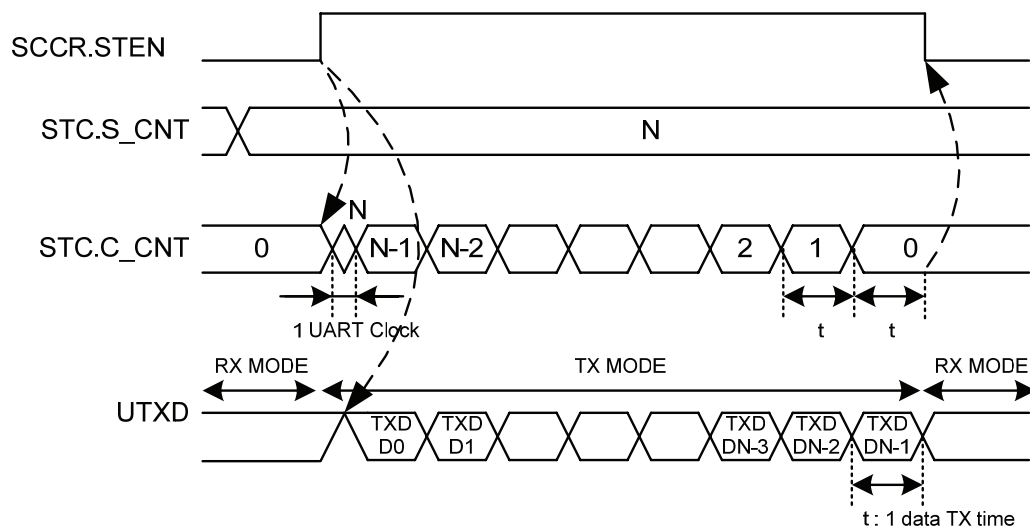 SCCR.STEN
STC.S_CNT
N
N
STC.C_CNT
0
N-1
N-2
2
1
0
1 UART Clock
t
t
RX MODE
TX MODE
RX MODE
UTXD
TXD
D0
TXD
D1
TXD
DN-3
TXD
DN-2
TXD
DN-1
t : 1 data TX time